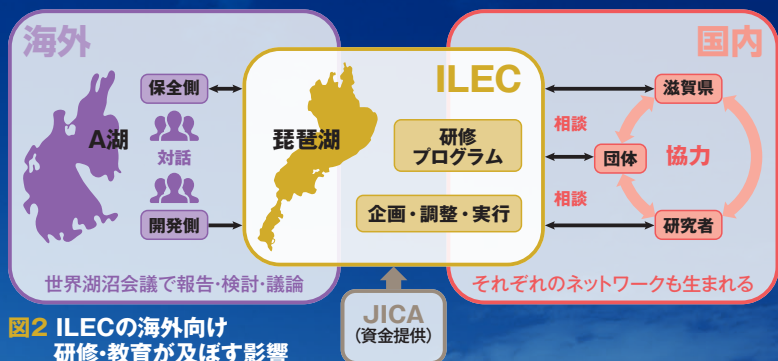 海外
保全側
A湖
対話
開発側
世界湖沼会議で報告・検討・議論
ILEC
琵琶湖
研修
プログラム
企画・調整・実行
国内
滋賀県
相談
団体
協力
相談
研究者
それぞれのネットワークも生まれる
JICA
(資金提供)
図2 ILECの海外向け
研修・教育が及ぼす影響